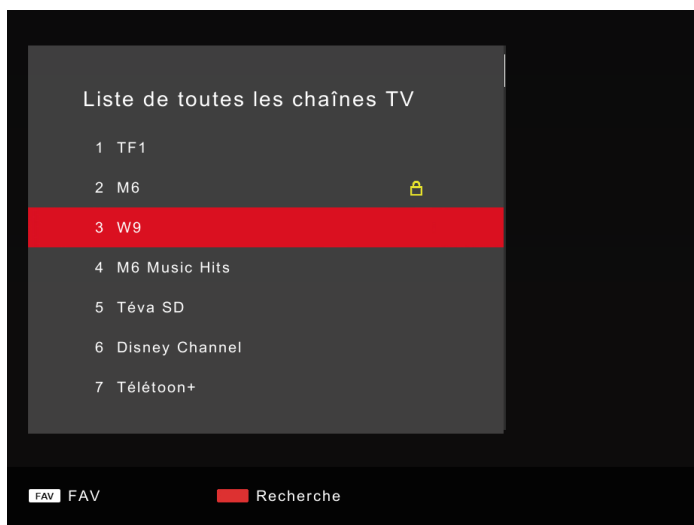 Liste de toutes les chaînes TV
1 TF1
2 M6
3 W9
4 M6 Music Hits
5 Téva SD
6 Disney Channel
7 Télétoon+
FAV FAV Recherche